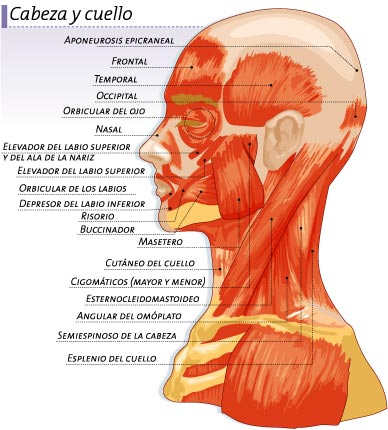 Cabeza y cuello
APONEUROSIS EPICRANEAL
FRONTAL
TEMPORAL
OCCIPITAL
ORBICULAR DEL OJO
NASAL
ELEVADOR DEL LABIO SUPERIOR
Y DEL ALA DE LA NARIZ
ELEVADOR DEL LABIO SUPERIOR
ORBICULAR DE LOS LABIOS
DEPRESOR DEL LABIO INFERIOR
RISORIO
BUCCINADOR
MASETERO
CUTÁNEO DEL CUELLO
CIGOMÁTICOS (MAYOR Y MENOR)
ESTERNOCLEIDOMASTOIDEO
ANGULAR DEL OMÓPLATO
SEMIESPINOSO DE LA CABEZA
ESPLENIO DEL CUELLO